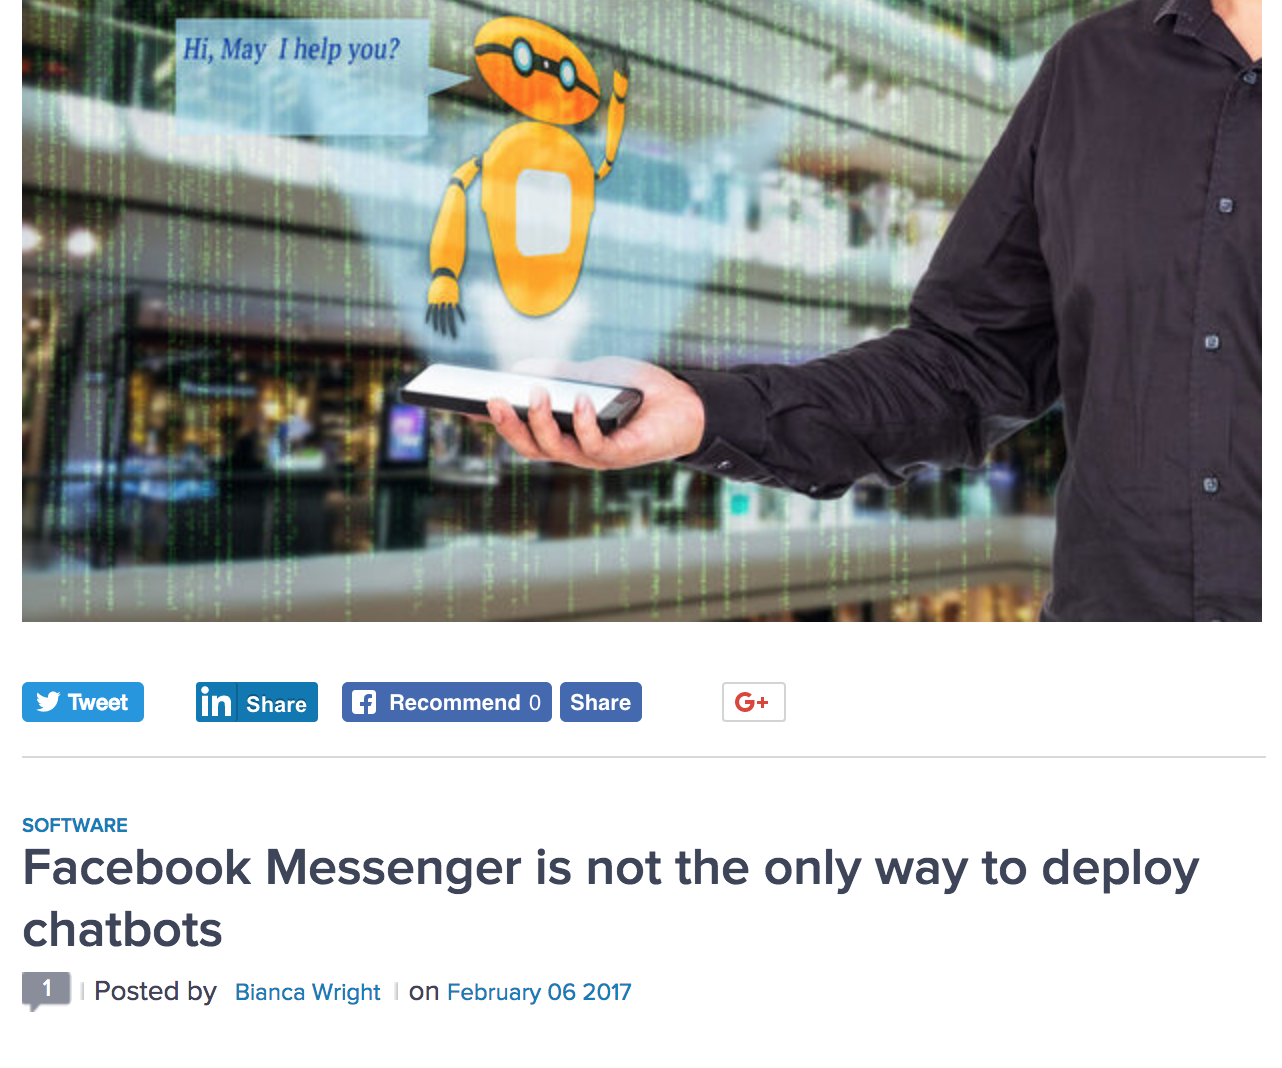 Hi, May I help you?
Tweet
in Share
Recommend 0
Share
G+
SOFTWARE
Facebook Messenger is not the only way to deploy
chatbots
1 Posted by Bianca Wright on February 06 2017